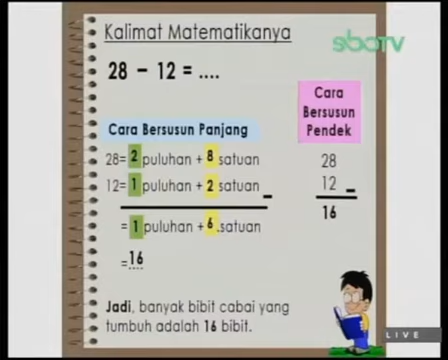 Kalimat Matematikanya
sbotv
28 – 12 = ....
Cara
Bersusun
Pendek
Cara Bersusun Panjang
28= 2 puluhan + 8 satuan
12= 1 puluhan + 2 satuan –
= 1 puluhan + 6 .satuan
=16
28
12 –
16
Jadi, banyak bibit cabai yang
tumbuh adalah 16 bibit.
LIVE